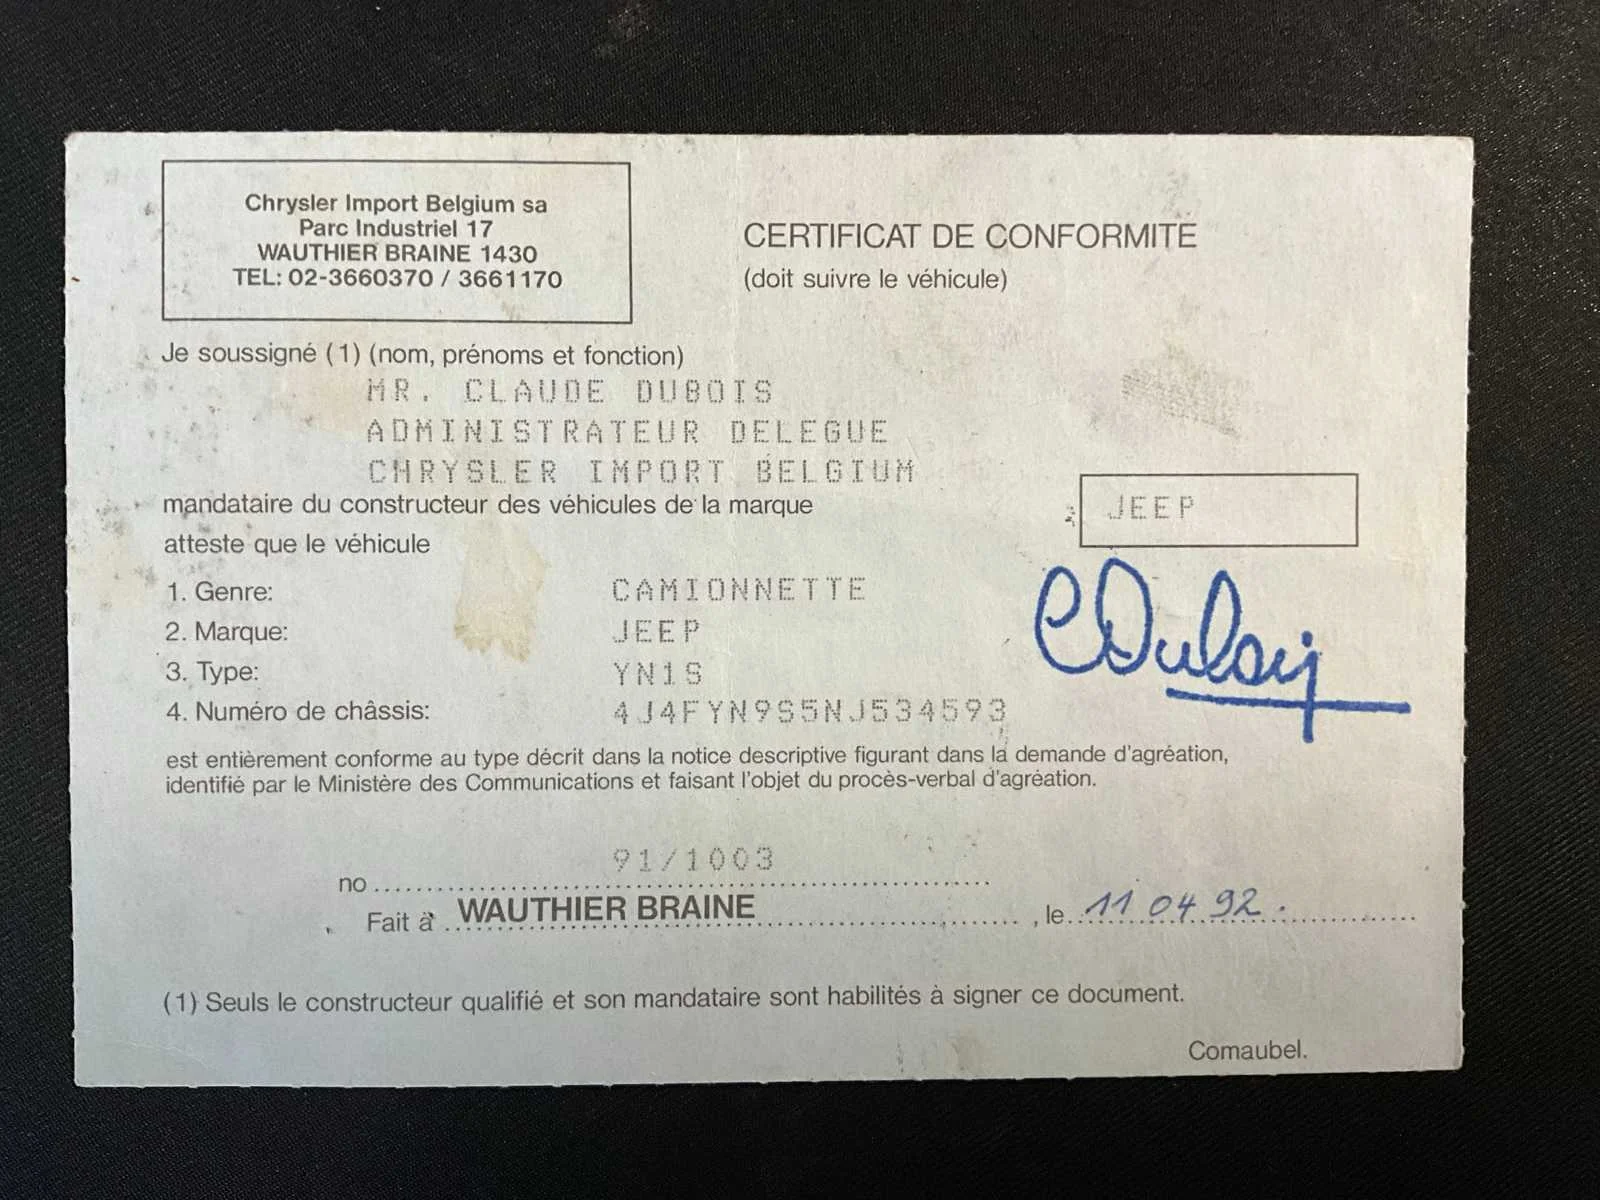 Chrysler Import Belgium sa
Parc Industriel 17
WAUTHIER BRAINE 1430
TEL: 02-3660370 / 3661170
CERTIFICAT DE CONFORMITE
(doit suivre le véhicule)
Je soussigné (1) (nom, prénoms et fonction)
MR. CLAUDE DUBOIS
ADMINISTRATEUR DELEGUE
CHRYSLER IMPORT BELGIUM
mandataire du constructeur des véhicules de la marque
JEEP
atteste que le véhicule
1. Genre: CAMIONNETTE
2. Marque: JEEP
3. Type: YN1S
4. Numéro de châssis: 4J4FYN9S5NJ534593
CDubois
est entièrement conforme au type décrit dans la notice descriptive figurant dans la demande d'agréation,
identifié par le Ministère des Communications et faisant l'objet du procès-verbal d'agréation.
no 91/1003
Fait à WAUTHIER BRAINE, le 11 04 92.
(1) Seuls le constructeur qualifié et son mandataire sont habilités à signer ce document.
Comaubel.